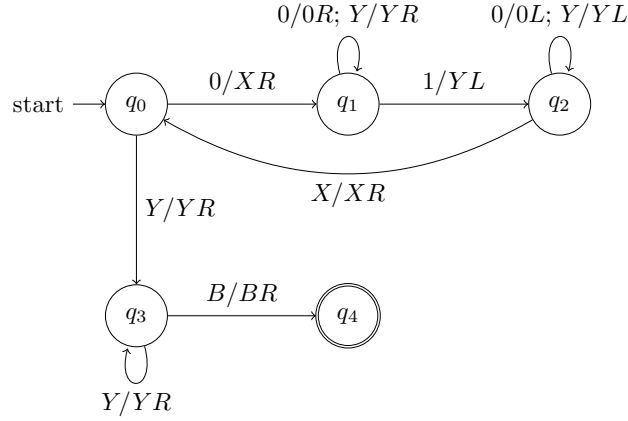 0/0R; Y/YR 0/0L; Y/YL
start q0 0/XR q1 1/YL q2
X/XR
Y/YR
B/BR
q3 q4
Y/YR